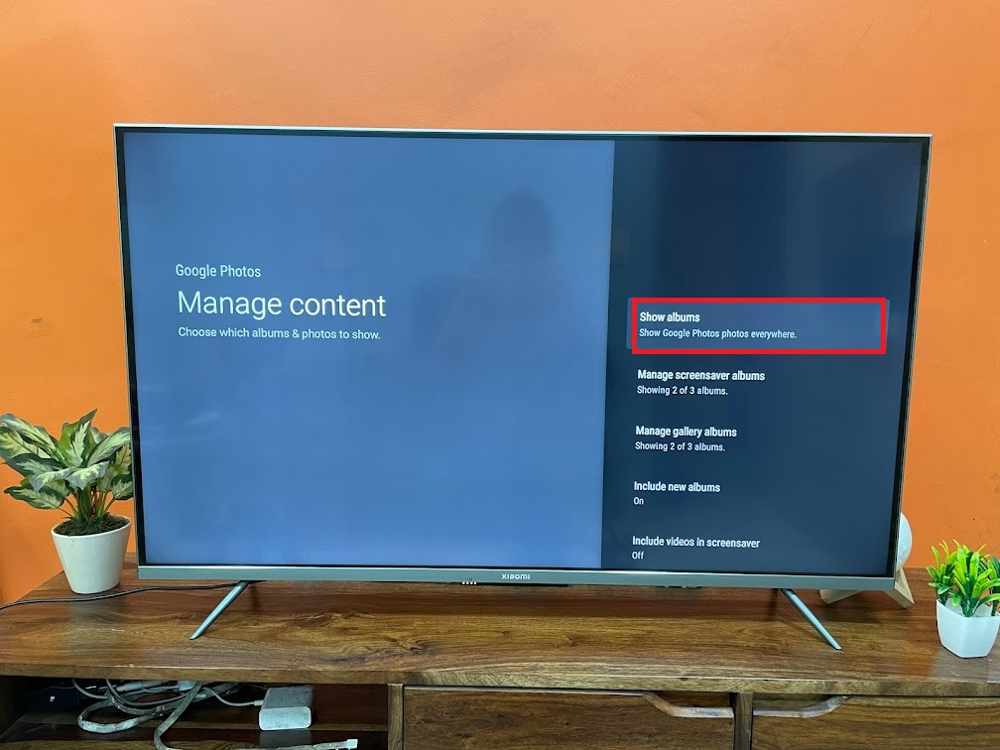 Google Photos
Manage content
Choose which albums & photos to show.
Show albums
Show Google Photos photos everywhere.
Manage screensaver albums
Showing 2 of 3 albums.
Manage gallery albums
Showing 2 of 3 albums.
Include new albums
On
Include videos in screensaver
Off
xiaomi